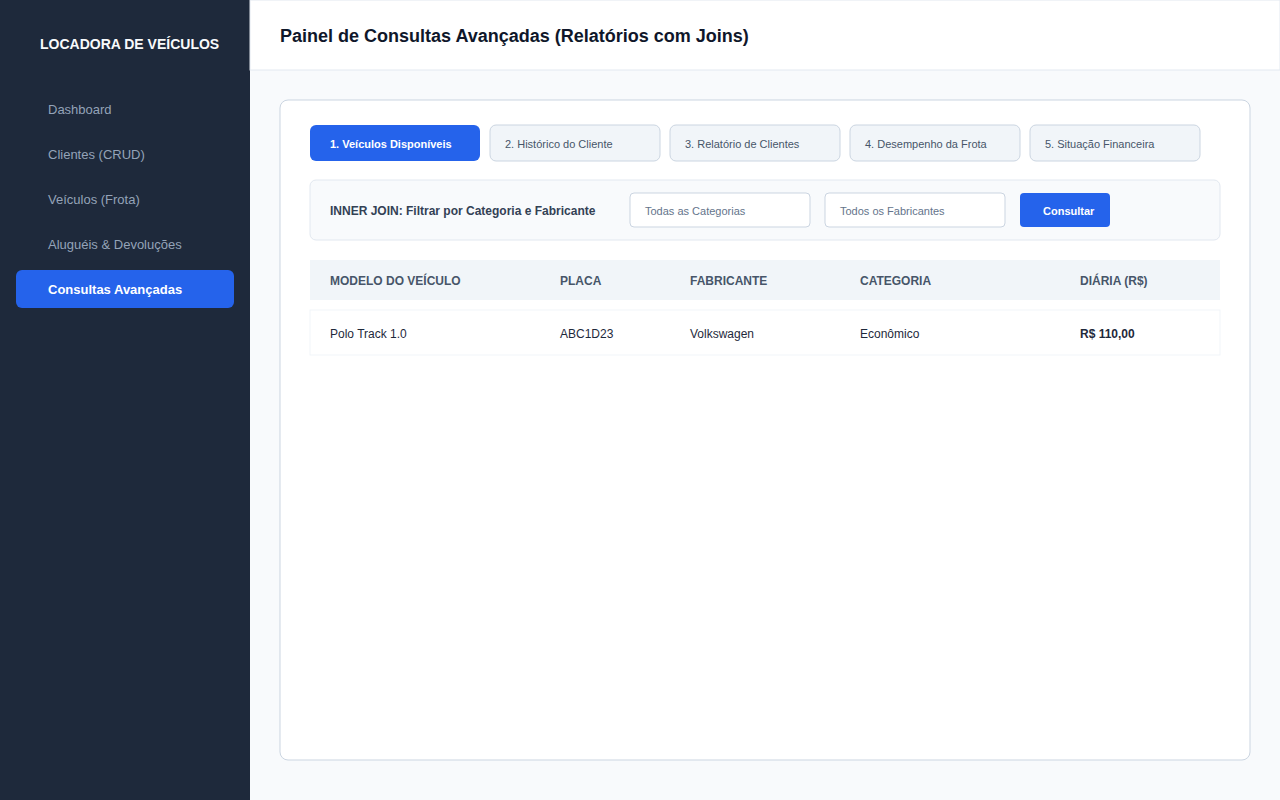 LOCADORA DE VEÍCULOS
Dashboard
Clientes (CRUD)
Veículos (Frota)
Aluguéis & Devoluções
Consultas Avançadas
Painel de Consultas Avançadas (Relatórios com Joins)
1. Veículos Disponíveis
2. Histórico do Cliente
3. Relatório de Clientes
4. Desempenho da Frota
5. Situação Financeira
INNER JOIN: Filtrar por Categoria e Fabricante
Todas as Categorias
Todos os Fabricantes
Consultar
MODELO DO VEÍCULO PLACA FABRICANTE CATEGORIA DIÁRIA (R$)
Polo Track 1.0 ABC1D23 Volkswagen Econômico R$ 110,00